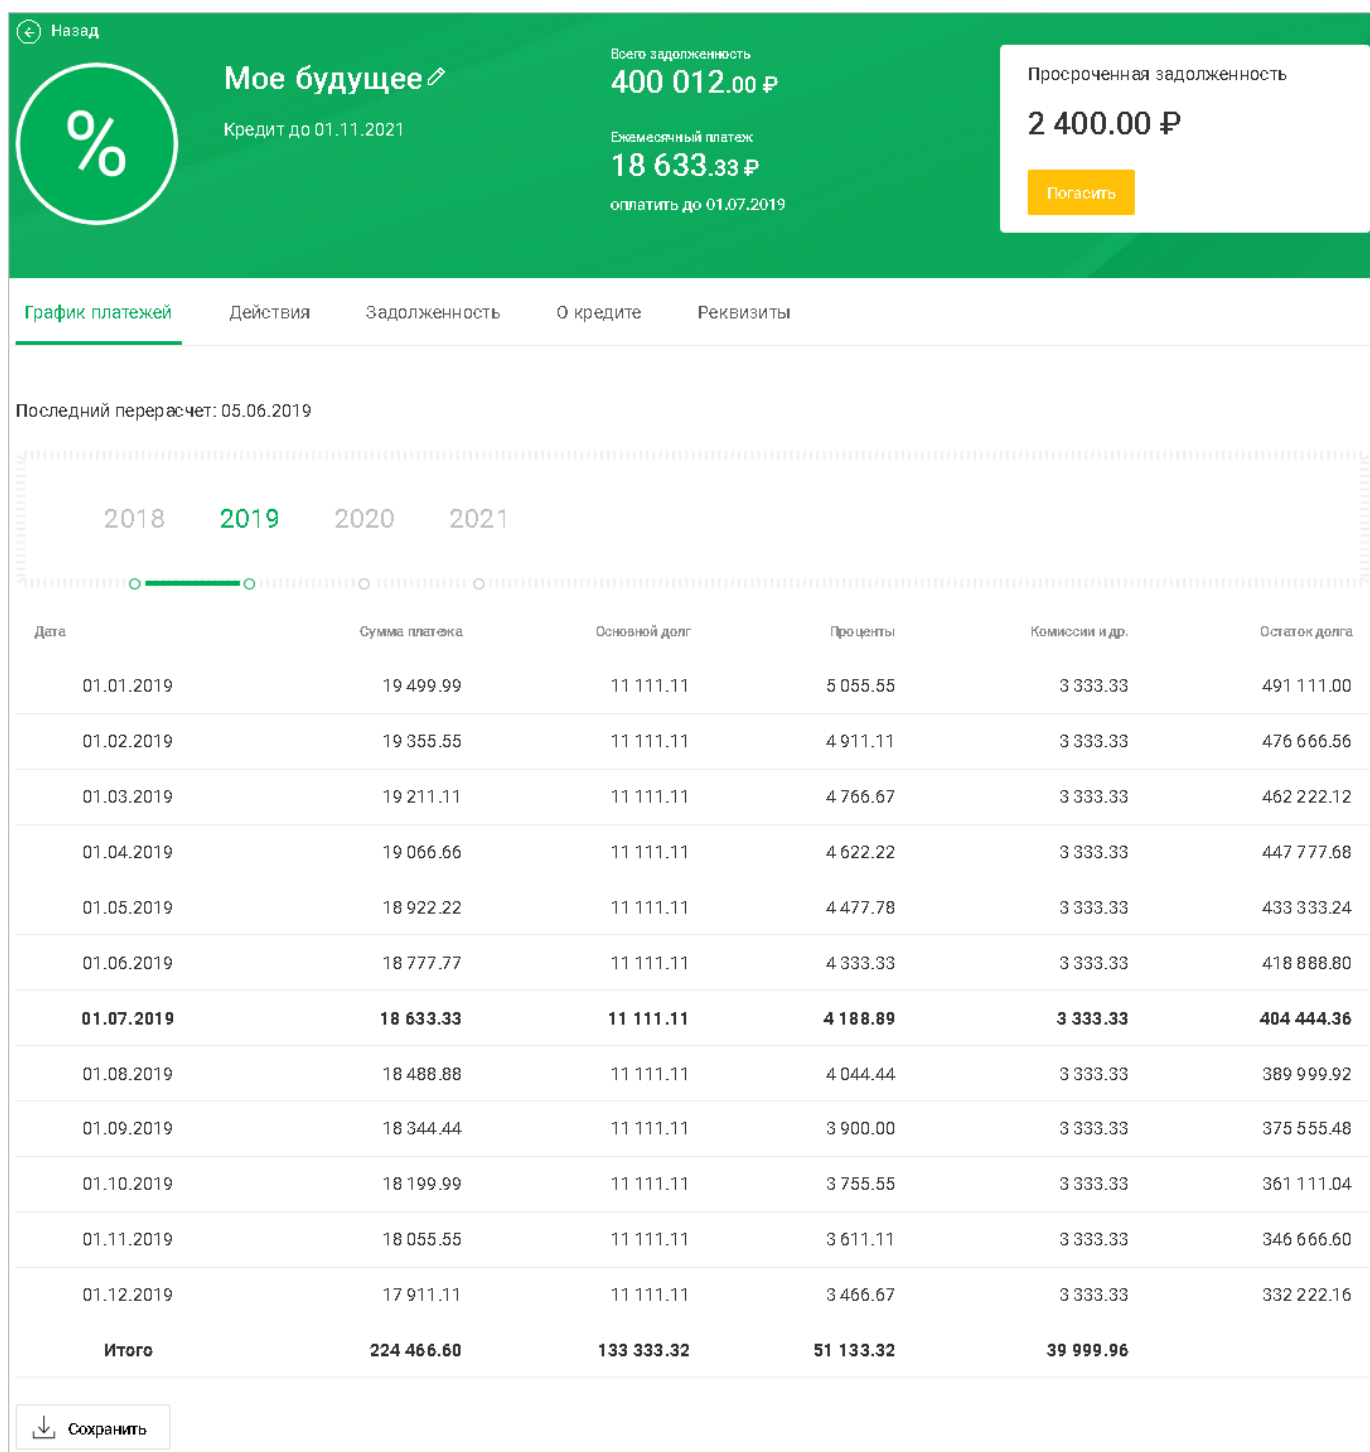 Назад
Мое будущее
Кредит до 01.11.2021
%
Всего задолженность
400 012.00 ₽
Ежемесячный платеж
18 633.33 ₽
оплатить до 01.07.2019
Просроченная задолженность
2 400.00 ₽
Погасить
График платежей Действия Задолженность О кредите Реквизиты
Последний перерасчет: 05.06.2019
2018 2019 2020 2021
Дата Сумма платежа Основной долг Проценты Комиссии и др. Остаток долга
01.01.2019 19 499.99 11 111.11 5 055.55 3 333.33 491 111.00
01.02.2019 19 355.55 11 111.11 4 911.11 3 333.33 476 666.56
01.03.2019 19 211.11 11 111.11 4 766.67 3 333.33 462 222.12
01.04.2019 19 066.66 11 111.11 4 622.22 3 333.33 447 777.68
01.05.2019 18 922.22 11 111.11 4 477.78 3 333.33 433 333.24
01.06.2019 18 777.77 11 111.11 4 333.33 3 333.33 418 888.80
01.07.2019 18 633.33 11 111.11 4 188.89 3 333.33 404 444.36
01.08.2019 18 488.88 11 111.11 4 044.44 3 333.33 389 999.92
01.09.2019 18 344.44 11 111.11 3 900.00 3 333.33 375 555.48
01.10.2019 18 199.99 11 111.11 3 755.55 3 333.33 361 111.04
01.11.2019 18 055.55 11 111.11 3 611.11 3 333.33 346 666.60
01.12.2019 17 911.11 11 111.11 3 466.67 3 333.33 332 222.16
Итого 224 466.60 133 333.32 51 133.32 39 999.96
Сохранить